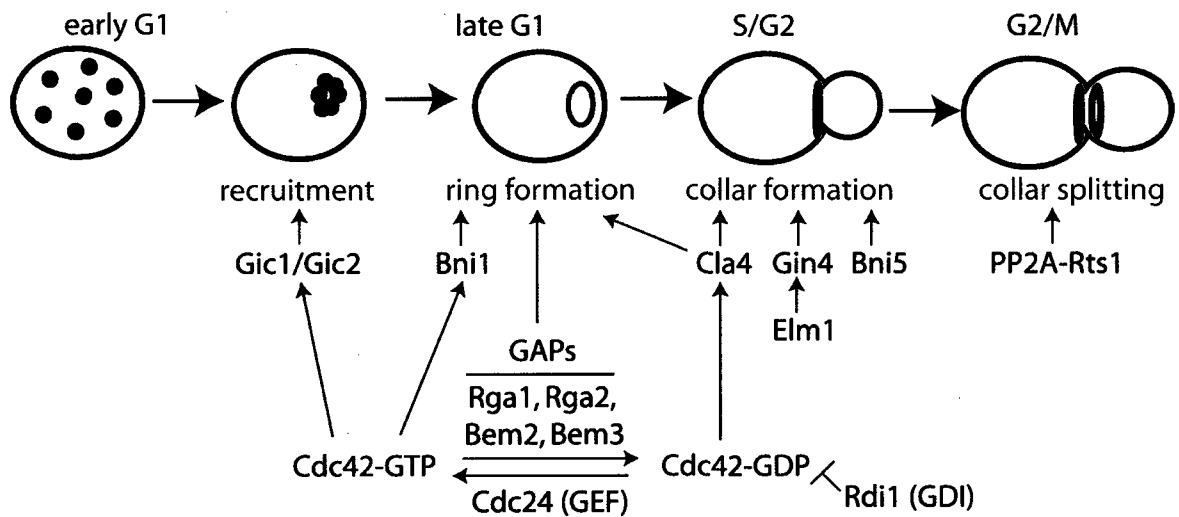 early G1
late G1
S/G2
G2/M
recruitment
ring formation
collar formation
collar splitting
Gic1/Gic2
Bni1
Cla4
Gin4
Bni5
PP2A-Rts1
Elm1
GAPs
Rga1, Rga2,
Bem2, Bem3
Cdc42-GTP
Cdc42-GDP
Cdc24 (GEF)
Rdi1 (GDI)